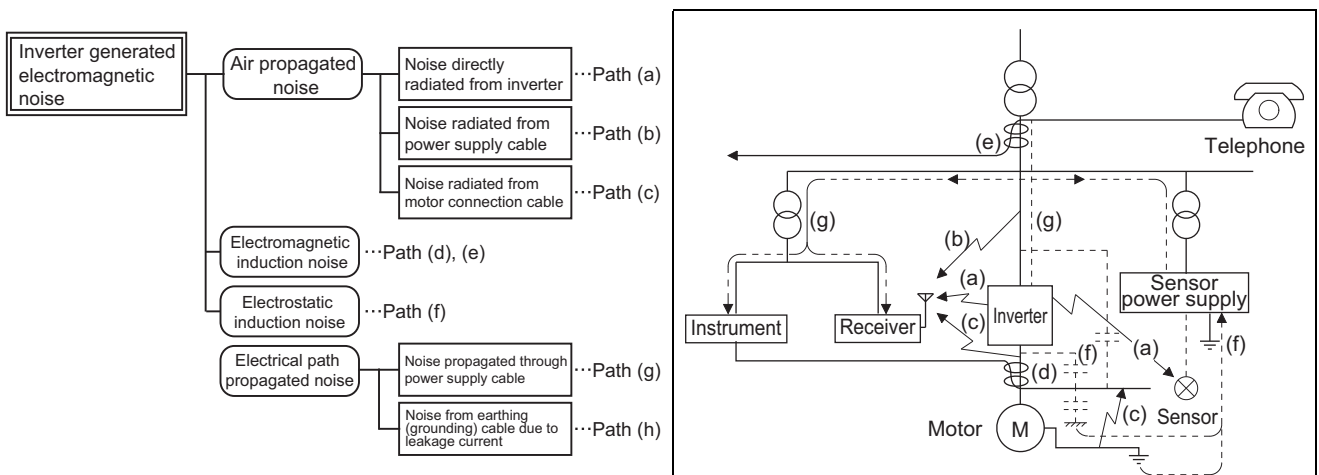 Inverter generated
electromagnetic
noise
Air propagated
noise
Noise directly
radiated from inverter
···Path (a)
Noise radiated from
power supply cable
···Path (b)
Noise radiated from
motor connection cable
···Path (c)
Electromagnetic
induction noise
···Path (d), (e)
Electrostatic
induction noise
···Path (f)
Electrical path
propagated noise
Noise propagated through
power supply cable
···Path (g)
Noise from earthing
(grounding) cable due to
leakage current
···Path (h)
(e)
Telephone
(g)
(g)
(b)
(a)
Sensor
power supply
Instrument
Receiver
Inverter
(c)
(f)
(a)
(f)
(d)
(c)
Sensor
Motor
M